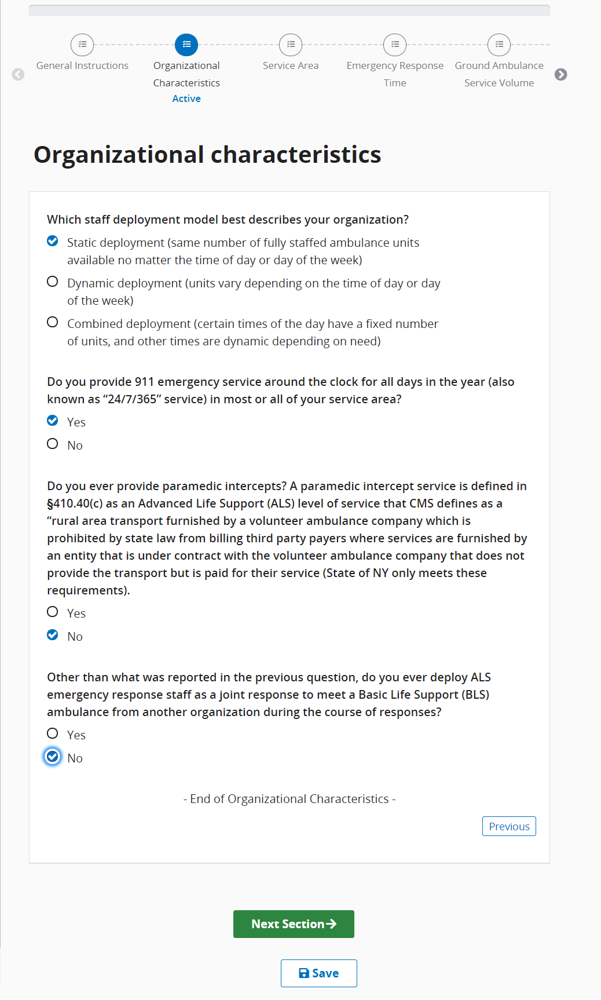 General Instructions
Organizational
Characteristics
Active
Service Area
Emergency Response
Time
Ground Ambulance
Service Volume
Organizational characteristics
Which staff deployment model best describes your organization?
Static deployment (same number of fully staffed ambulance units
available no matter the time of day or day of the week)
Dynamic deployment (units vary depending on the time of day or day
of the week)
Combined deployment (certain times of the day have a fixed number
of units, and other times are dynamic depending on need)
Do you provide 911 emergency service around the clock for all days in the year (also
known as “24/7/365” service) in most or all of your service area?
Yes
No
Do you ever provide paramedic intercepts? A paramedic intercept service is defined in
§410.40(c) as an Advanced Life Support (ALS) level of service that CMS defines as a
“rural area transport furnished by a volunteer ambulance company which is
prohibited by state law from billing third party payers where services are furnished by
an entity that is under contract with the volunteer ambulance company that does not
provide the transport but is paid for their service (State of NY only meets these
requirements).
Yes
No
Other than what was reported in the previous question, do you ever deploy ALS
emergency response staff as a joint response to meet a Basic Life Support (BLS)
ambulance from another organization during the course of responses?
Yes
No
- End of Organizational Characteristics -
Previous
Next Section
Save